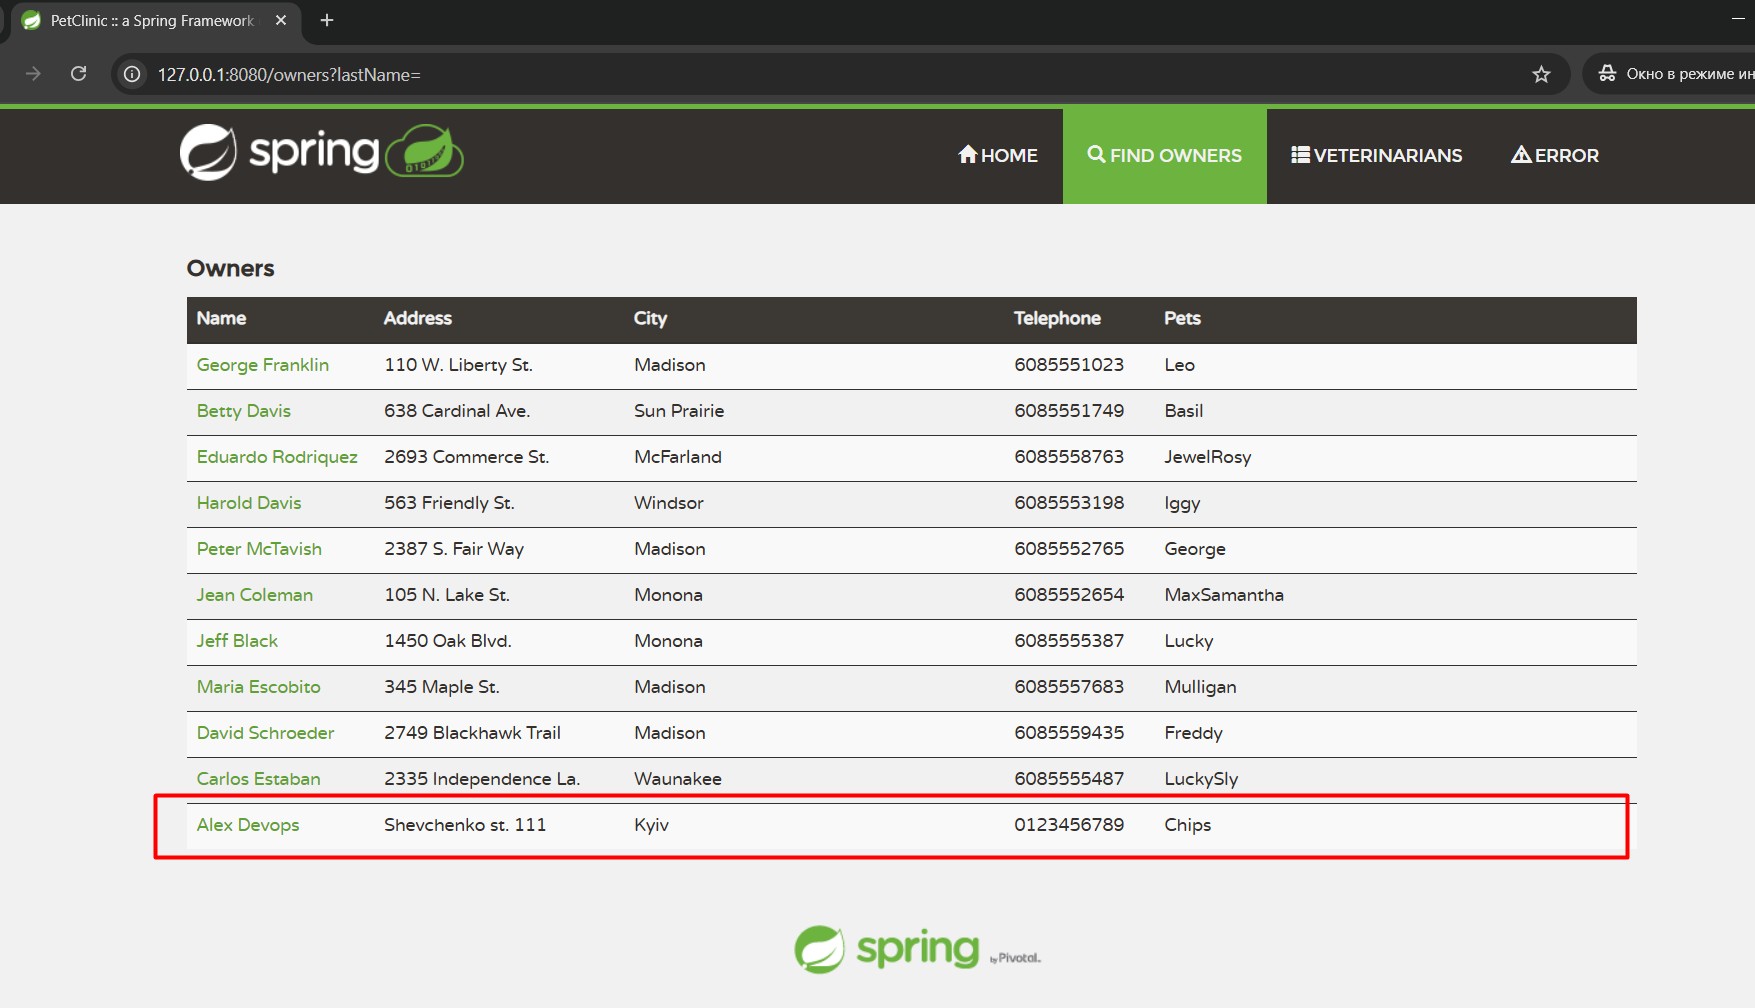 PetClinic :: a Spring Framework
127.0.0.1:8080/owners?lastName=
Окно в режиме ин
spring
HOME
FIND OWNERS
VETERINARIANS
ERROR
Owners
Name Address City Telephone Pets
George Franklin 110 W. Liberty St. Madison 6085551023 Leo
Betty Davis 638 Cardinal Ave. Sun Prairie 6085551749 Basil
Eduardo Rodriquez 2693 Commerce St. McFarland 6085558763 JewelRosy
Harold Davis 563 Friendly St. Windsor 6085553198 Iggy
Peter McTavish 2387 S. Fair Way Madison 6085552765 George
Jean Coleman 105 N. Lake St. Monona 6085552654 MaxSamantha
Jeff Black 1450 Oak Blvd. Monona 6085555387 Lucky
Maria Escobito 345 Maple St. Madison 6085557683 Mulligan
David Schroeder 2749 Blackhawk Trail Madison 6085559435 Freddy
Carlos Estaban 2335 Independence La. Waunakee 6085555487 LuckySly
Alex Devops Shevchenko st. 111 Kyiv 0123456789 Chips
spring by Pivotal.